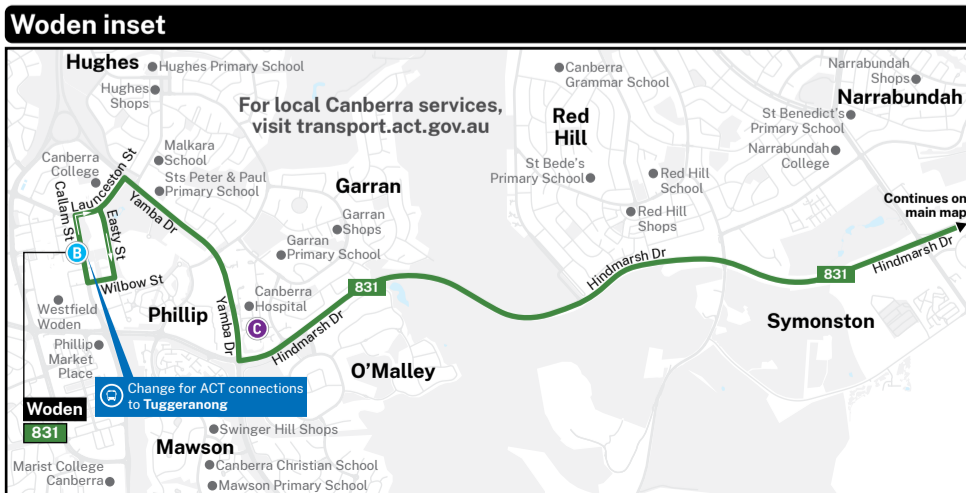 Woden inset
Hughes
Hughes Primary School
Hughes
Shops
For local Canberra services,
visit transport.act.gov.au
Canberra
Grammar School
Red
Hill
Narrabundah
Shops
Narrabundah
St Benedict's
Primary School
Narrabundah
College
Malkara
School
Canberra
College
Sts Peter & Paul
Primary School
Launceston St
Callam St
Easty St
Yamba Dr
Garran
St Bede's
Primary School
Red Hill
School
Red Hill
Shops
Continues on
main map
Garran
Shops
Garran
Primary School
B
Wilbow St
Hindmarsh Dr
Hindmarsh Dr
831
831
Westfield
Woden
Phillip
Canberra
Hospital
C
Yamba Dr
Hindmarsh Dr
Symonston
Phillip
Market
Place
O'Malley
Change for ACT connections
to Tuggeranong
Woden
831
Swinger Hill Shops
Mawson
Marist College
Canberra
Canberra Christian School
Mawson Primary School